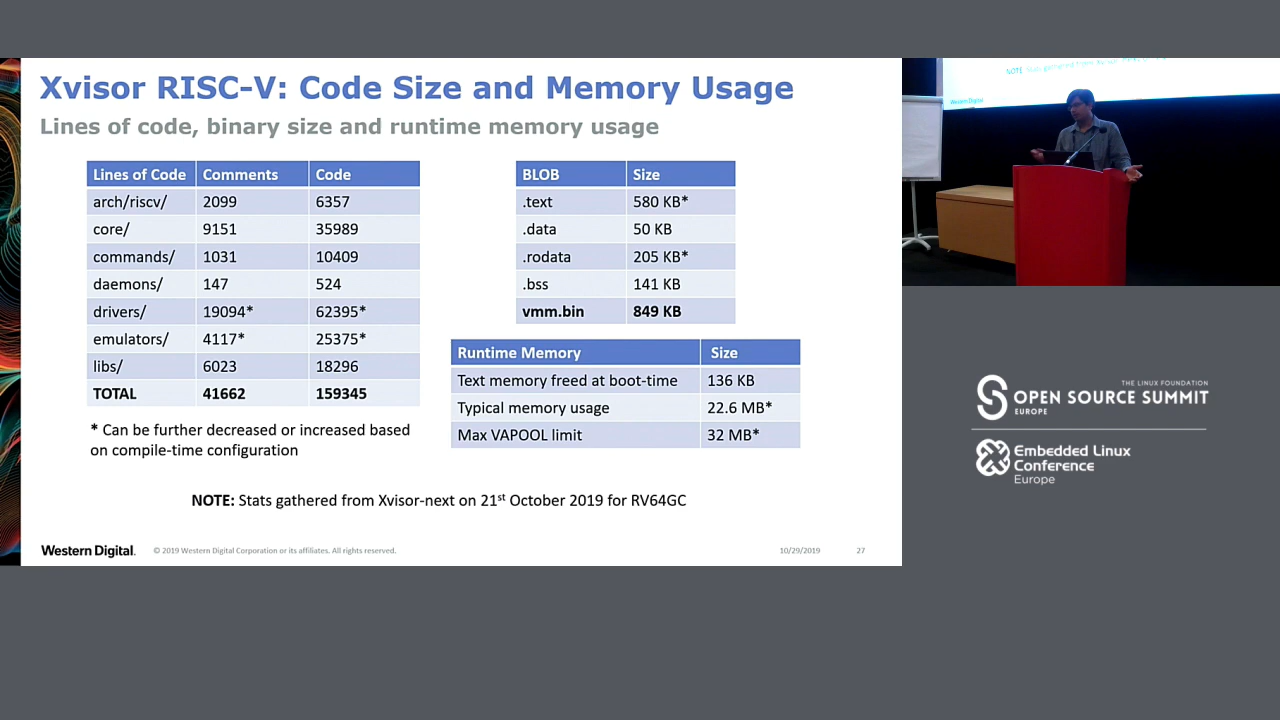 Xvisor RISC-V: Code Size and Memory Usage
Lines of code, binary size and runtime memory usage
Lines of Code Comments Code
arch/riscv/ 2099 6357
core/ 9151 35989
commands/ 1031 10409
daemons/ 147 524
drivers/ 19094* 62395*
emulators/ 4117* 25375*
libs/ 6023 18296
TOTAL 41662 159345
* Can be further decreased or increased based
on compile-time configuration
BLOB Size
.text 580 KB*
.data 50 KB
.rodata 205 KB*
.bss 141 KB
vmm.bin 849 KB
Runtime Memory Size
Text memory freed at boot-time 136 KB
Typical memory usage 22.6 MB*
Max VAPOOL limit 32 MB*
NOTE: Stats gathered from Xvisor-next on 21st October 2019 for RV64GC
Western Digital. © 2019 Western Digital Corporation or its affiliates. All rights reserved. 10/29/2019 27
NOTE: Stats gathered from
Western Digital
THE LINUX FOUNDATION
OPEN SOURCE SUMMIT
EUROPE
Embedded Linux
Conference
Europe